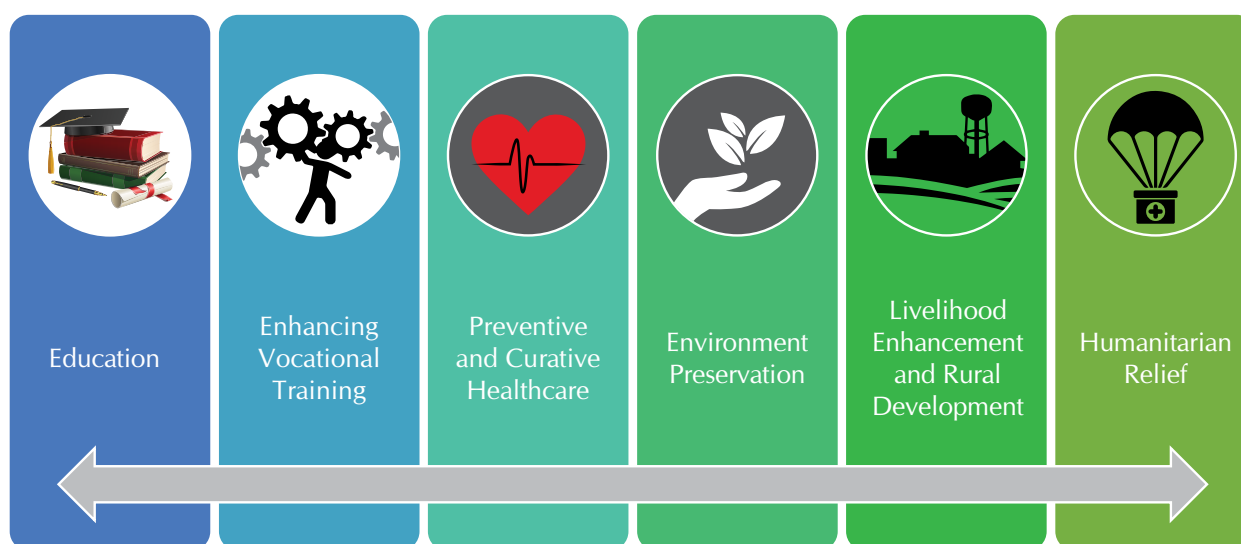 Education
Enhancing
Vocational
Training
Preventive
and Curative
Healthcare
Environment
Preservation
Livelihood
Enhancement
and Rural
Development
Humanitarian
Relief